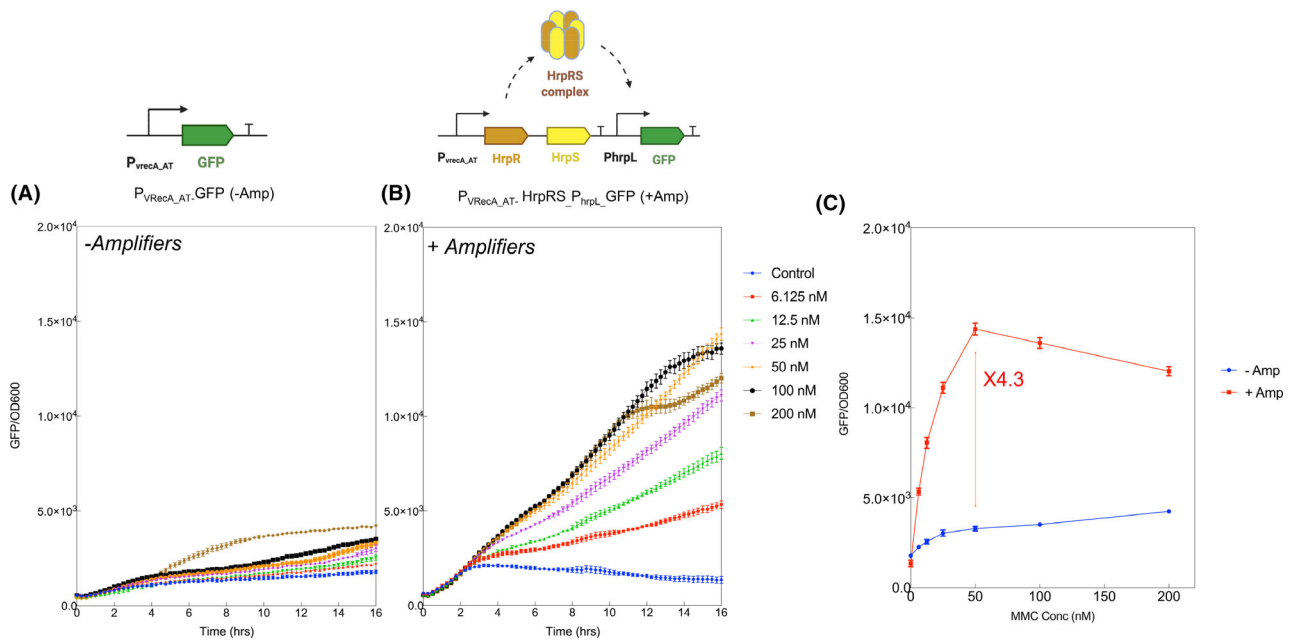 HrpRS
complex
P_vrecA_AT GFP
P_vrecA_AT HrpR HrpS PhrpL GFP
(A)
P_VRecA_AT-GFP (-Amp)
(B)
P_VRecA_AT- HrpRS_P_hrpL_GFP (+Amp)
(C)
-Amplifiers
2.0×10⁴
1.5×10⁴
1.0×10⁴
5.0×10³
0.0
GFP/OD600
0 2 4 6 8 10 12 14 16
Time (hrs)
+ Amplifiers
2.0×10⁴
1.5×10⁴
1.0×10⁴
5.0×10³
0.0
0 2 4 6 8 10 12 14 16
Time (hrs)
Control
6.125 nM
12.5 nM
25 nM
50 nM
100 nM
200 nM
2.0×10⁴
1.5×10⁴
1.0×10⁴
5.0×10³
0.0
GFP/OD600
X4.3
0 50 100 150 200
MMC Conc (nM)
- Amp
+ Amp